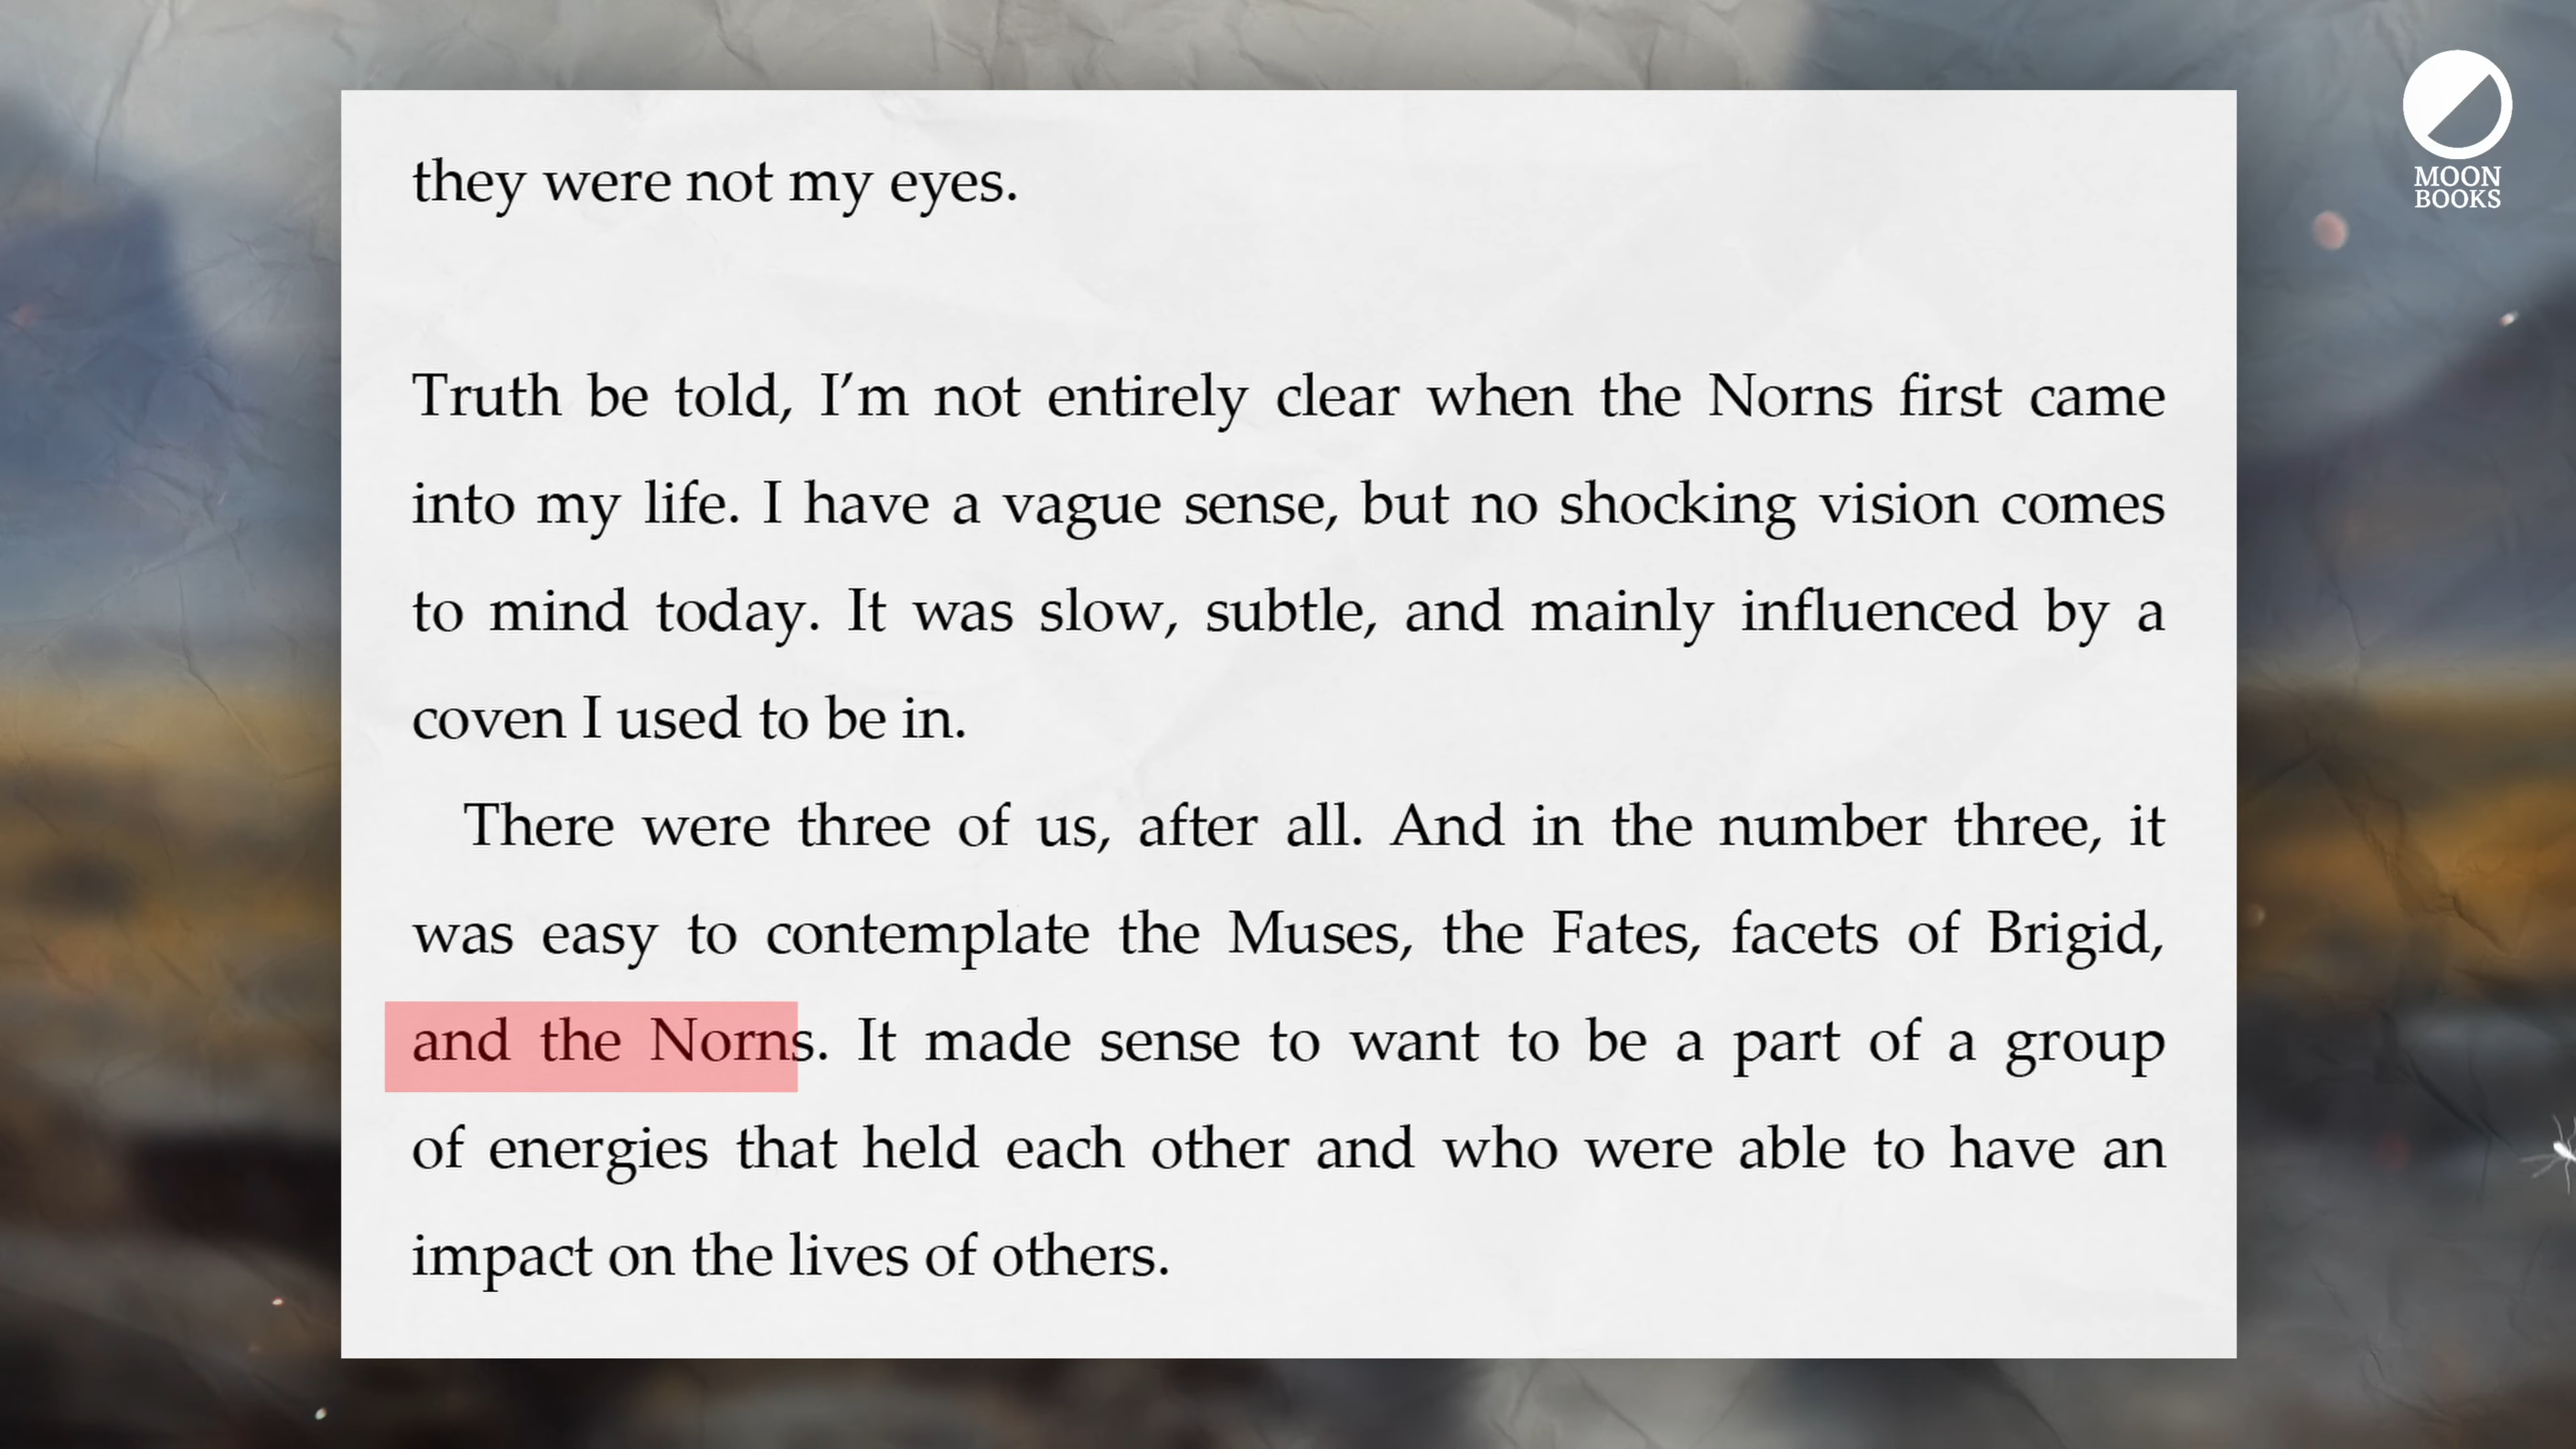 MOON
BOOKS
they were not my eyes.
Truth be told, I’m not entirely clear when the Norns first came
into my life. I have a vague sense, but no shocking vision comes
to mind today. It was slow, subtle, and mainly influenced by a
coven I used to be in.
There were three of us, after all. And in the number three, it
was easy to contemplate the Muses, the Fates, facets of Brigid,
and the Norns. It made sense to want to be a part of a group
of energies that held each other and who were able to have an
impact on the lives of others.